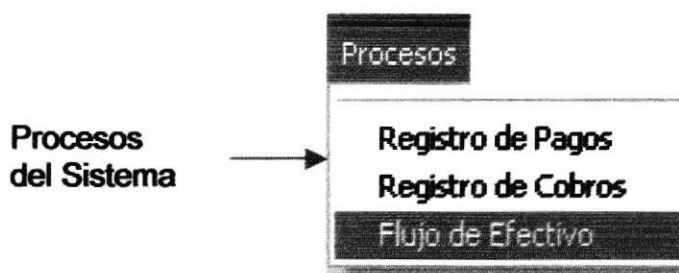 Procesos
Procesos
del Sistema
Registro de Pagos
Registro de Cobros
Flujo de Efectivo